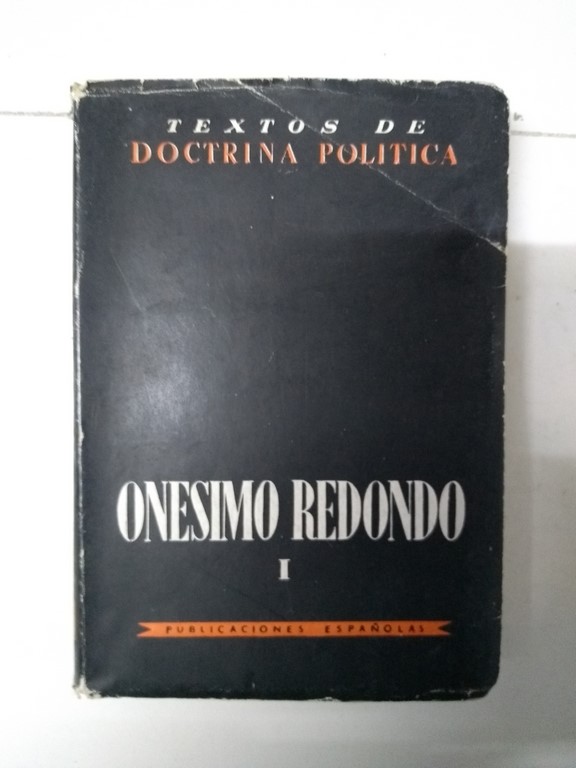 TEXTOS DE
DOCTRINA POLITICA
ONESIMO REDONDO
I
PUBLICACIONES ESPAÑOLAS